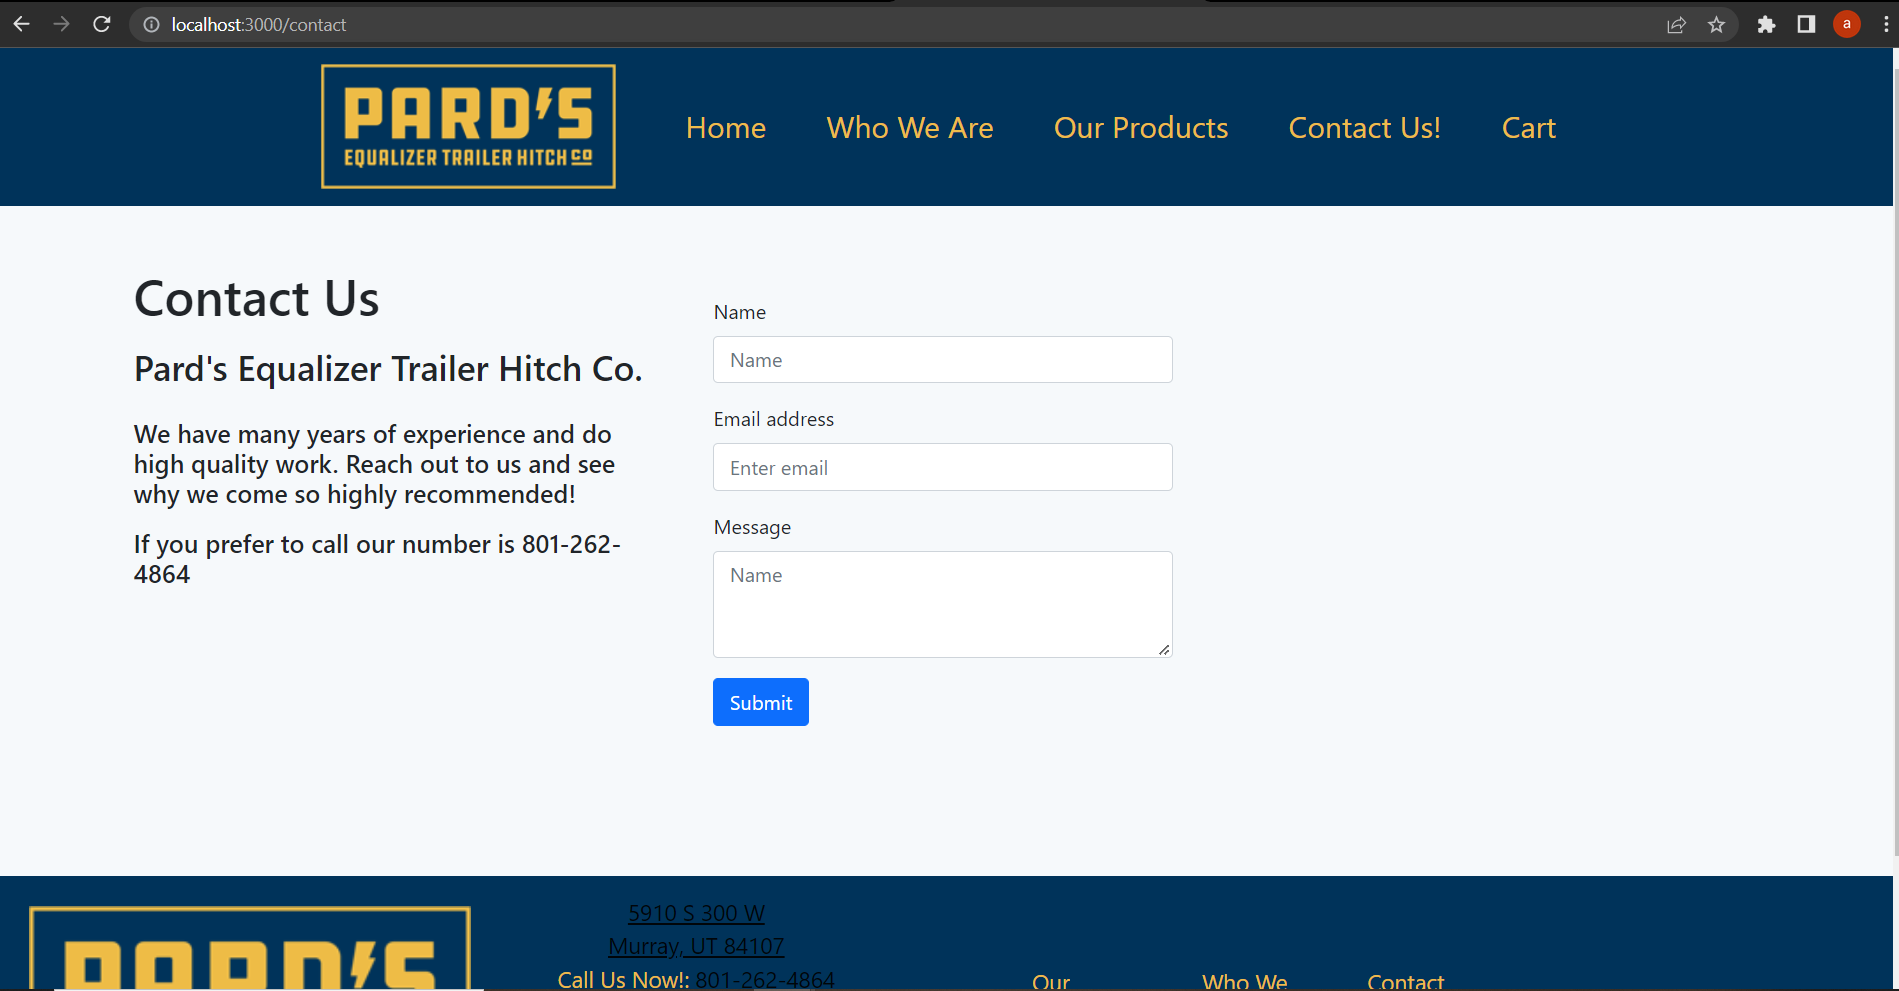 localhost:3000/contact
a
PARD'S
EQUALIZER TRAILER HITCH CO
Home
Who We Are
Our Products
Contact Us!
Cart
Contact Us
Pard's Equalizer Trailer Hitch Co.
We have many years of experience and do
high quality work. Reach out to us and see
why we come so highly recommended!
If you prefer to call our number is 801-262-
4864
Name
Name
Email address
Enter email
Message
Name
Submit
PARD'S
5910 S 300 W
Murray, UT 84107
Call Us Now!: 801-262-4864
Our
Who We
Contact